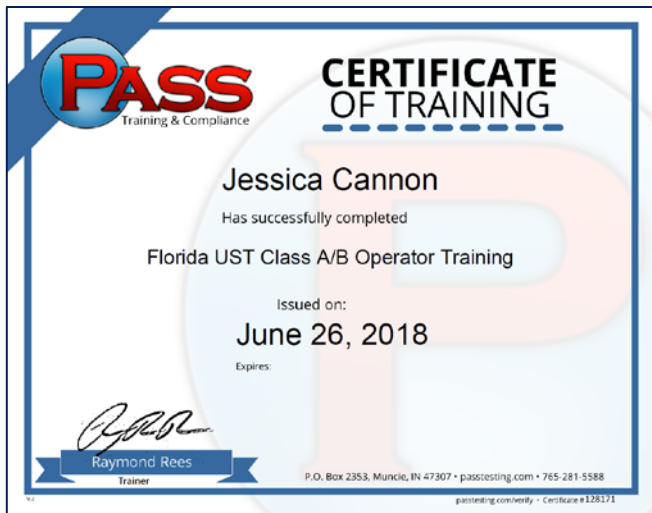 PASS
Training & Compliance
CERTIFICATE
OF TRAINING
Jessica Cannon
Has successfully completed
Florida UST Class A/B Operator Training
Issued on:
June 26, 2018
Expires:
Raymond Rees
Trainer
P.O. Box 2353, Muncie, IN 47307 • passtesting.com • 765-281-5588
passtesting.com/verify • Certificate #128171